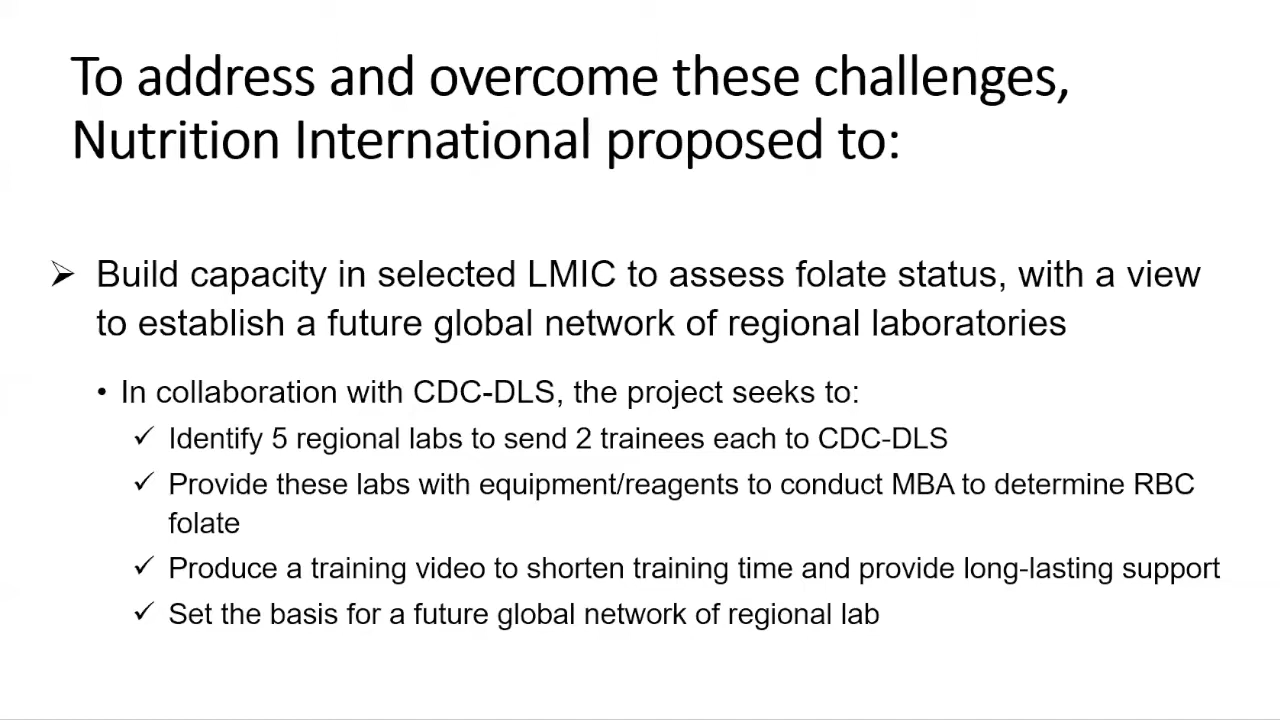 To address and overcome these challenges,
Nutrition International proposed to:
➢ Build capacity in selected LMIC to assess folate status, with a view
to establish a future global network of regional laboratories
• In collaboration with CDC-DLS, the project seeks to:
✓ Identify 5 regional labs to send 2 trainees each to CDC-DLS
✓ Provide these labs with equipment/reagents to conduct MBA to determine RBC
folate
✓ Produce a training video to shorten training time and provide long-lasting support
✓ Set the basis for a future global network of regional lab